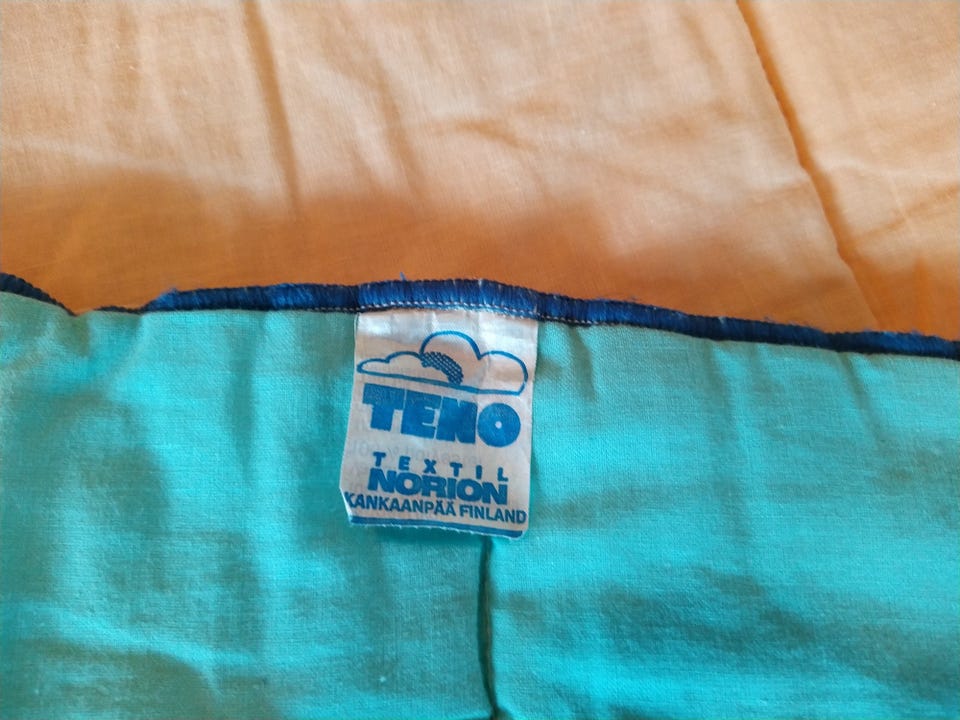 TENO
TEXTIL
NORION
KANKAANPÄÄ FINLAND